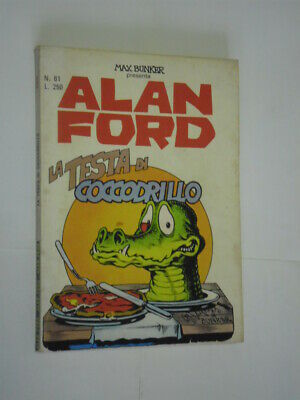 MAX BUNKER
presenta
N. 61
L. 250
ALAN
FORD
LA TESTA DI
COCCODRILLO